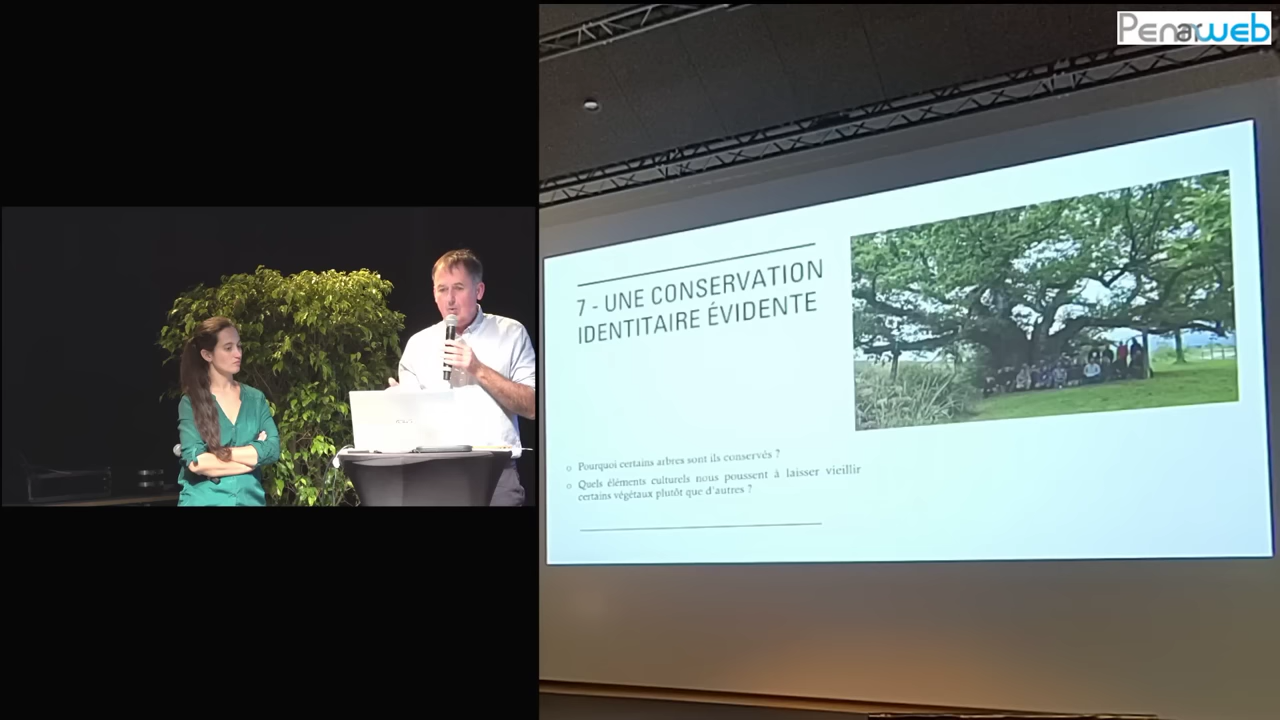 Penarweb
7 - UNE CONSERVATION
IDENTITAIRE ÉVIDENTE
Pourquoi certains arbres sont ils conservés ?
Quels éléments culturels nous poussent à laisser vieillir
certains végétaux plutôt que d'autres ?